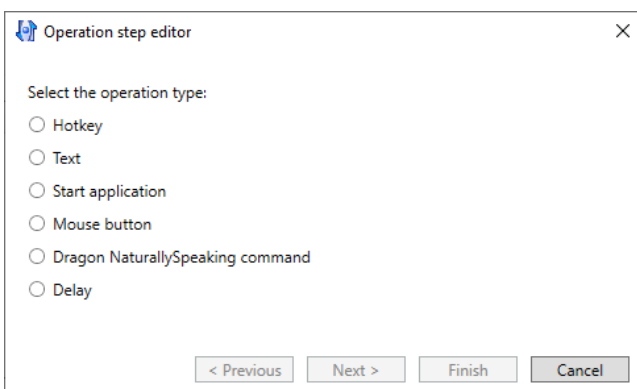 Operation step editor
Select the operation type:
Hotkey
Text
Start application
Mouse button
Dragon NaturallySpeaking command
Delay
< Previous Next > Finish Cancel